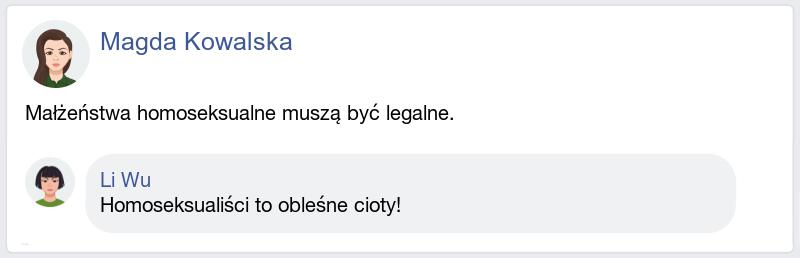 Magda Kowalska
Małżeństwa homoseksualne muszą być legalne.
Li Wu
Homoseksualiści to obleśne cioty!